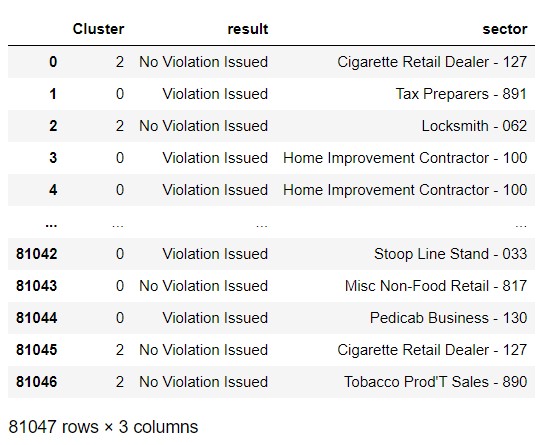 Cluster result sector
0 2 No Violation Issued Cigarette Retail Dealer - 127
1 0 Violation Issued Tax Preparers - 891
2 2 No Violation Issued Locksmith - 062
3 0 Violation Issued Home Improvement Contractor - 100
4 0 Violation Issued Home Improvement Contractor - 100
... ... ... ...
81042 0 Violation Issued Stoop Line Stand - 033
81043 0 No Violation Issued Misc Non-Food Retail - 817
81044 0 Violation Issued Pedicab Business - 130
81045 2 No Violation Issued Cigarette Retail Dealer - 127
81046 2 No Violation Issued Tobacco Prod'T Sales - 890
81047 rows × 3 columns